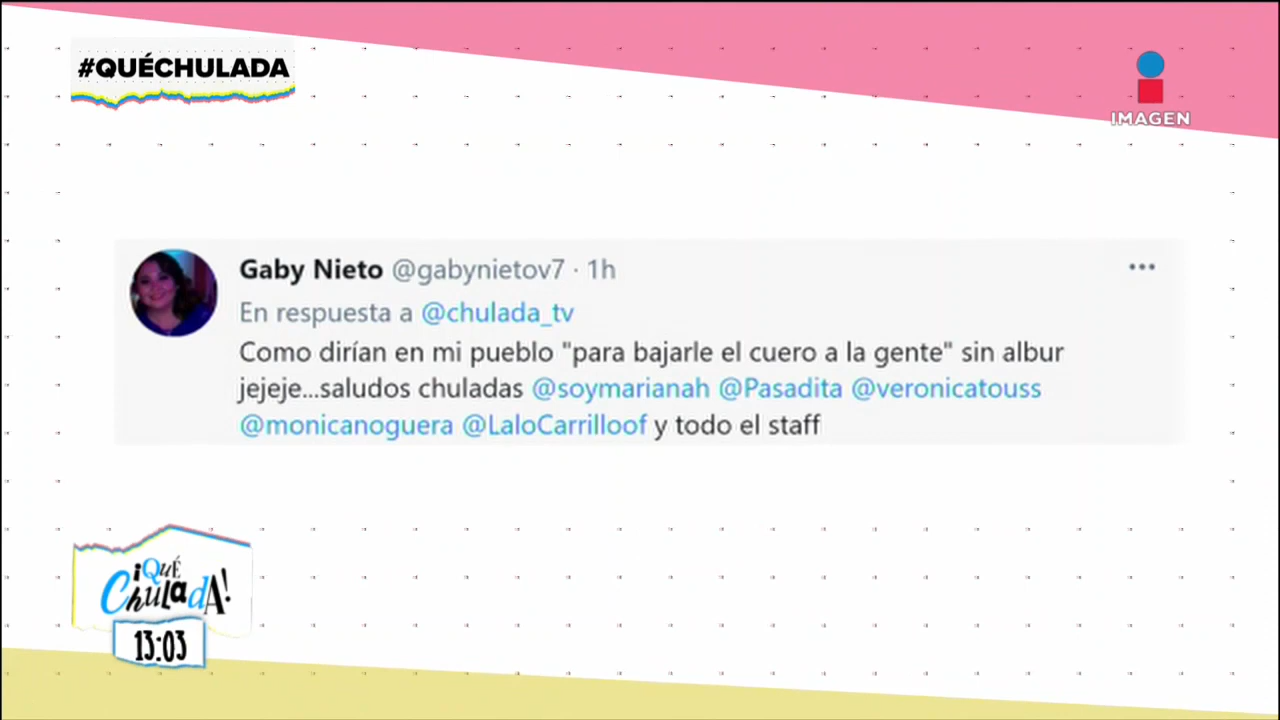 #QUÉCHULADA
IMAGEN
Gaby Nieto @gabynietov7 · 1h
En respuesta a @chulada_tv
Como dirían en mi pueblo "para bajarle el cuero a la gente" sin albur
jejeje...saludos chuladas @soymarianah @Pasadita @veronicatouss
@monicanoguera @LaloCarrilloof y todo el staff
¡QUÉ
ChuladA!
13:03